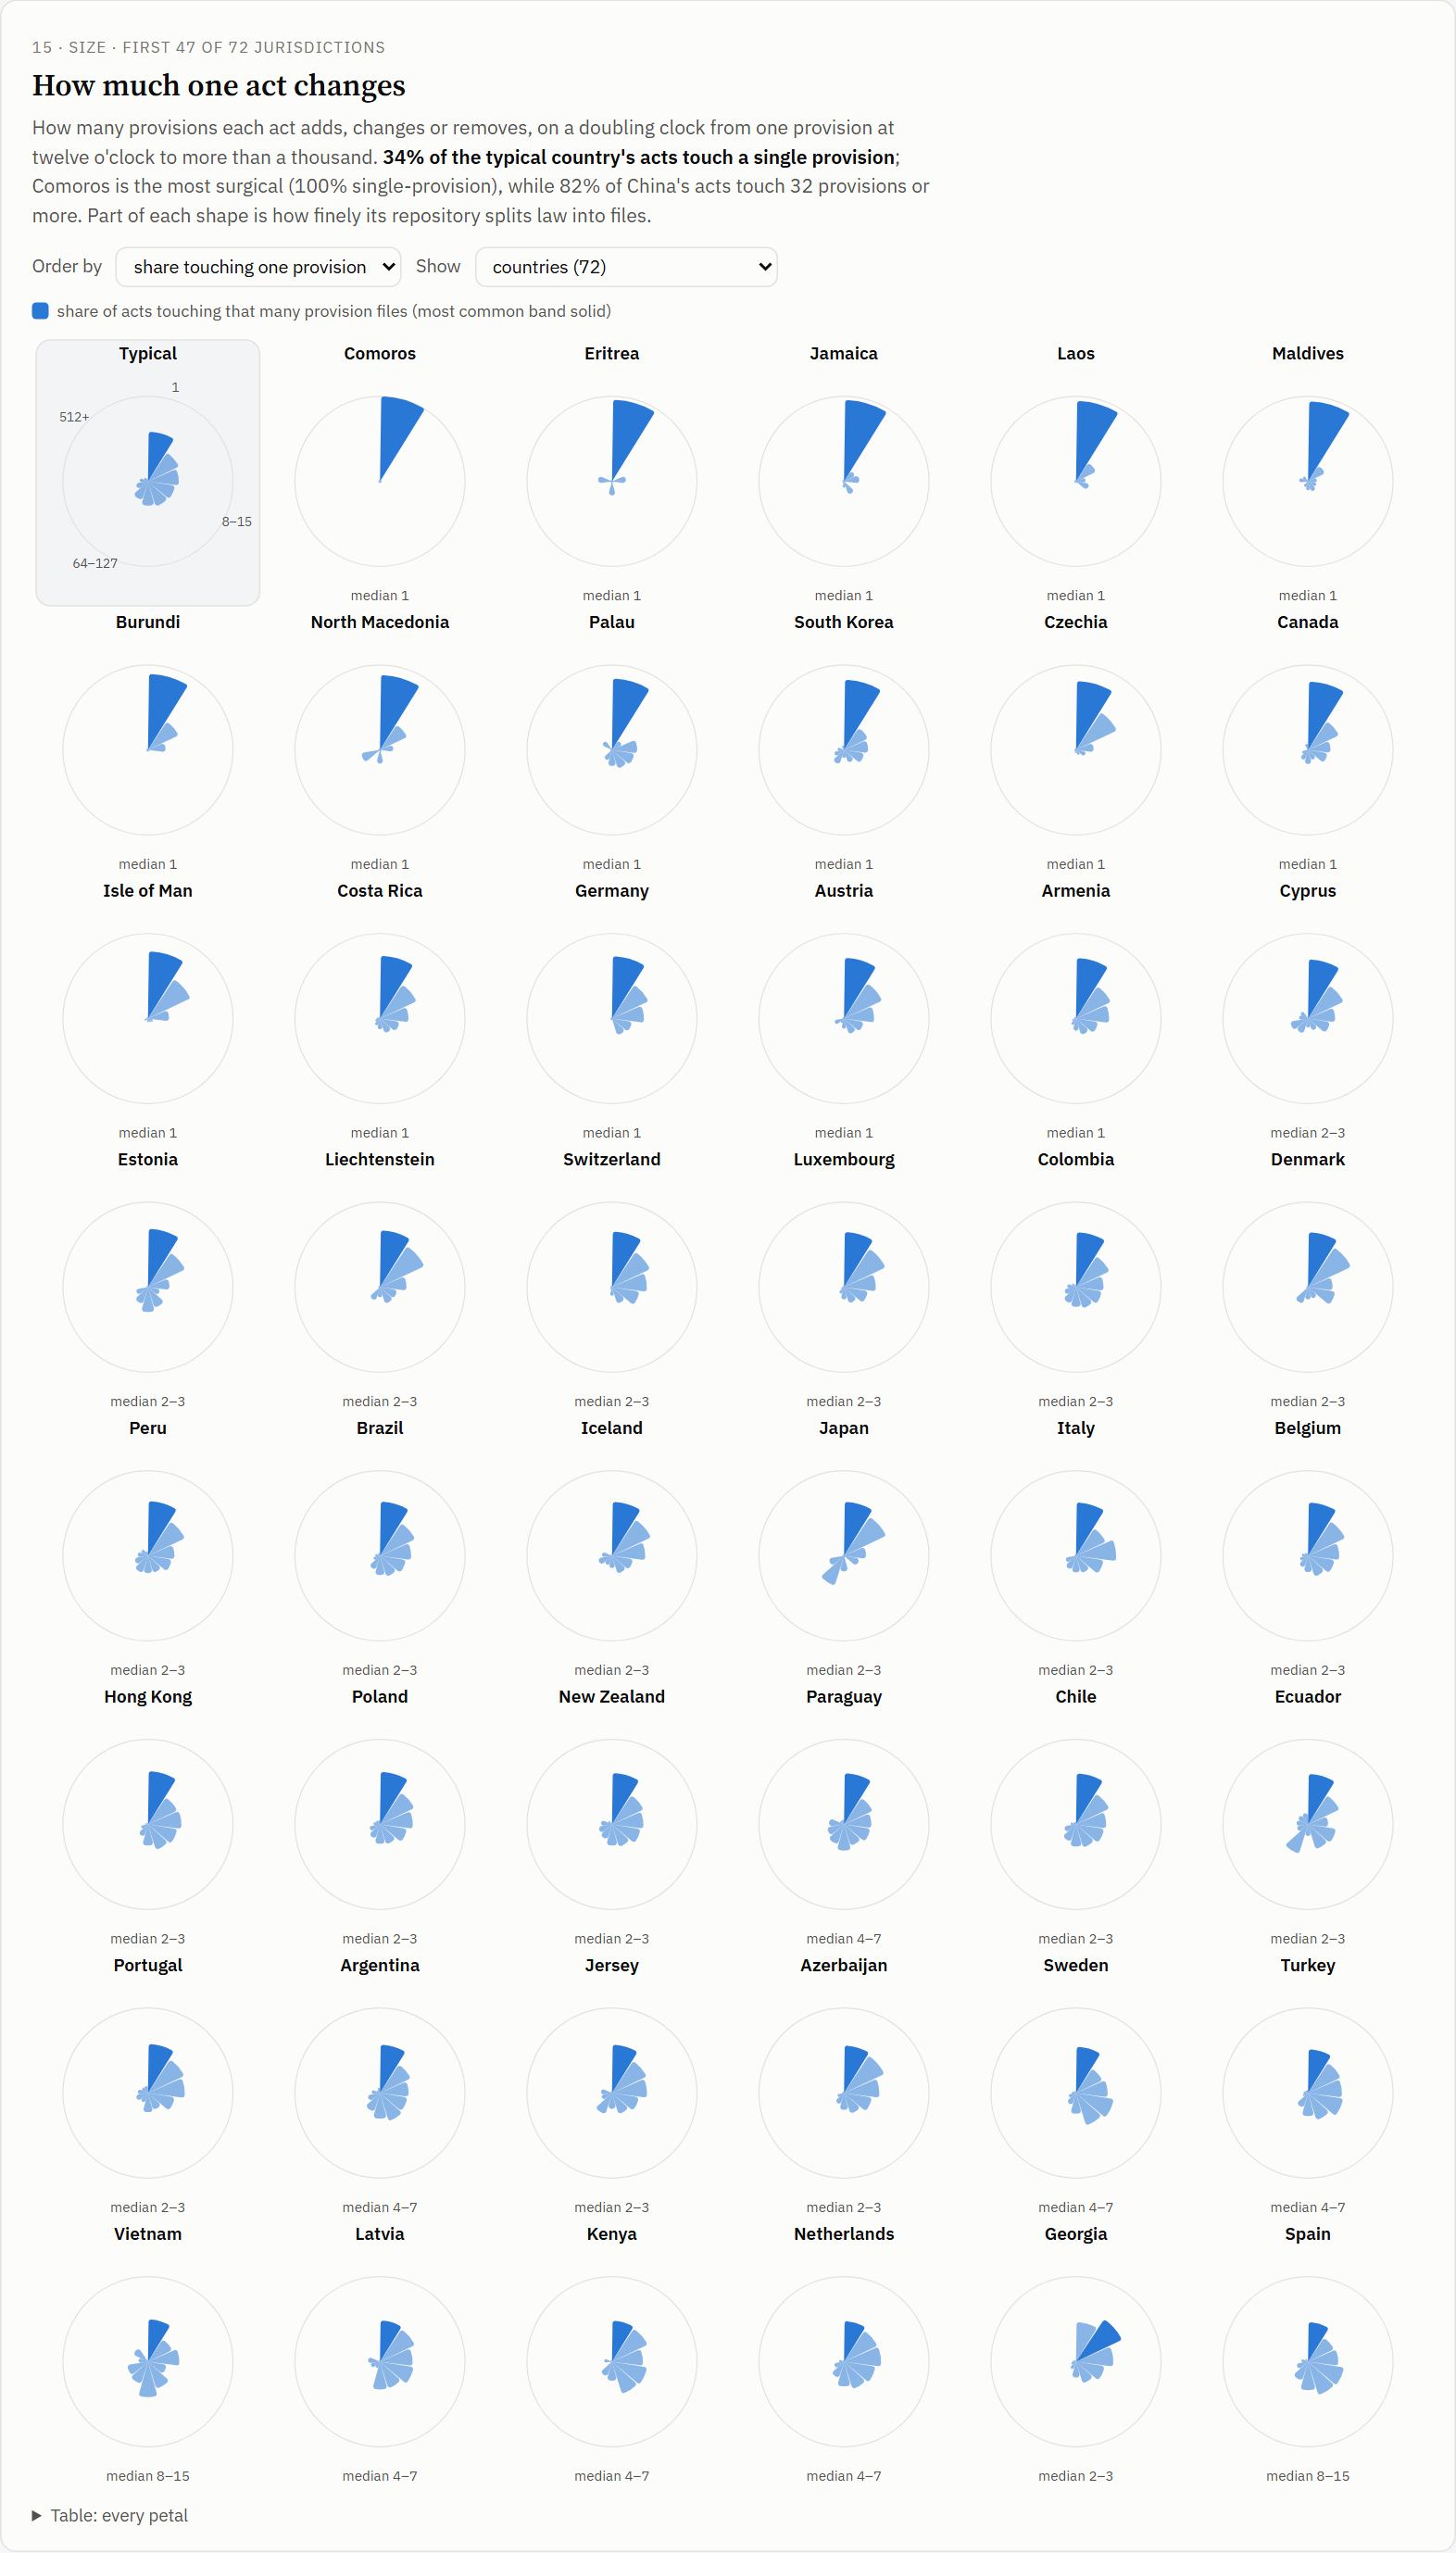 15 · SIZE · FIRST 47 OF 72 JURISDICTIONS
How much one act changes
How many provisions each act adds, changes or removes, on a doubling clock from one provision at
twelve o'clock to more than a thousand. 34% of the typical country's acts touch a single provision;
Comoros is the most surgical (100% single-provision), while 82% of China's acts touch 32 provisions or
more. Part of each shape is how finely its repository splits law into files.
Order by share touching one provision Show countries (72)
share of acts touching that many provision files (most common band solid)
Typical Comoros Eritrea Jamaica Laos Maldives
1
512+
8–15
64–127
median 1 median 1 median 1 median 1 median 1
Burundi North Macedonia Palau South Korea Czechia Canada
median 1 median 1 median 1 median 1 median 1 median 1
Isle of Man Costa Rica Germany Austria Armenia Cyprus
median 1 median 1 median 1 median 1 median 1 median 2–3
Estonia Liechtenstein Switzerland Luxembourg Colombia Denmark
median 2–3 median 2–3 median 2–3 median 2–3 median 2–3 median 2–3
Peru Brazil Iceland Japan Italy Belgium
median 2–3 median 2–3 median 2–3 median 2–3 median 2–3 median 2–3
Hong Kong Poland New Zealand Paraguay Chile Ecuador
median 2–3 median 2–3 median 2–3 median 4–7 median 2–3 median 2–3
Portugal Argentina Jersey Azerbaijan Sweden Turkey
median 2–3 median 4–7 median 2–3 median 2–3 median 4–7 median 4–7
Vietnam Latvia Kenya Netherlands Georgia Spain
median 8–15 median 4–7 median 4–7 median 4–7 median 2–3 median 8–15
Table: every petal